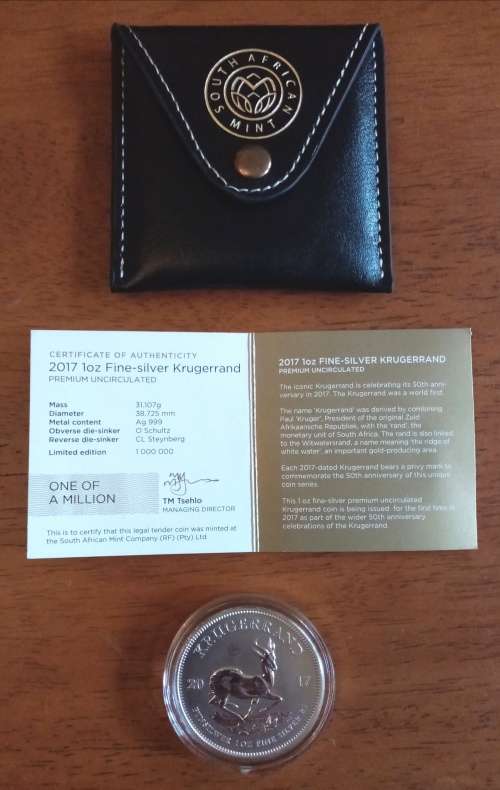 SOUTH AFRICAN
MINT
CERTIFICATE OF AUTHENTICITY
2017 1oz Fine-silver Krugerrand
PREMIUM UNCIRCULATED
Mass 31,107g
Diameter 38.725 mm
Metal content Ag 999
Obverse die-sinker O Schultz
Reverse die-sinker CL Steynberg
Limited edition 1 000 000
ONE OF
A MILLION
TM Tsehlo
MANAGING DIRECTOR
This is to certify that this legal tender coin was minted at
the South African Mint Company (RF) (Pty) Ltd
2017 1oz FINE-SILVER KRUGERRAND
PREMIUM UNCIRCULATED
The iconic Krugerrand is celebrating its 50th anni-
versary in 2017. The Krugerrand was a world first.
The name 'Krugerrand' was derived by combining
Paul 'Kruger', President of the original Zuid
Afrikaansche Republiek, with the 'rand', the
monetary unit of South Africa. The rand is also linked
to the Witwatersrand, a name meaning 'the ridge of
white water', an important gold-producing area.
Each 2017-dated Krugerrand bears a privy mark to
commemorate the 50th anniversary of this unique
coin series.
This 1 oz fine-silver premium uncirculated
Krugerrand coin is being issued for the first time in
2017 as part of the wider 50th anniversary
celebrations of the Krugerrand.
KRUGERRAND
20 17
FYNSILWER 1 OZ FINE SILVER